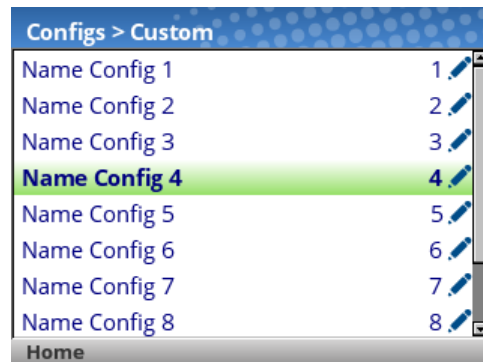 Configs > Custom
Name Config 1 1
Name Config 2 2
Name Config 3 3
Name Config 4 4
Name Config 5 5
Name Config 6 6
Name Config 7 7
Name Config 8 8
Home